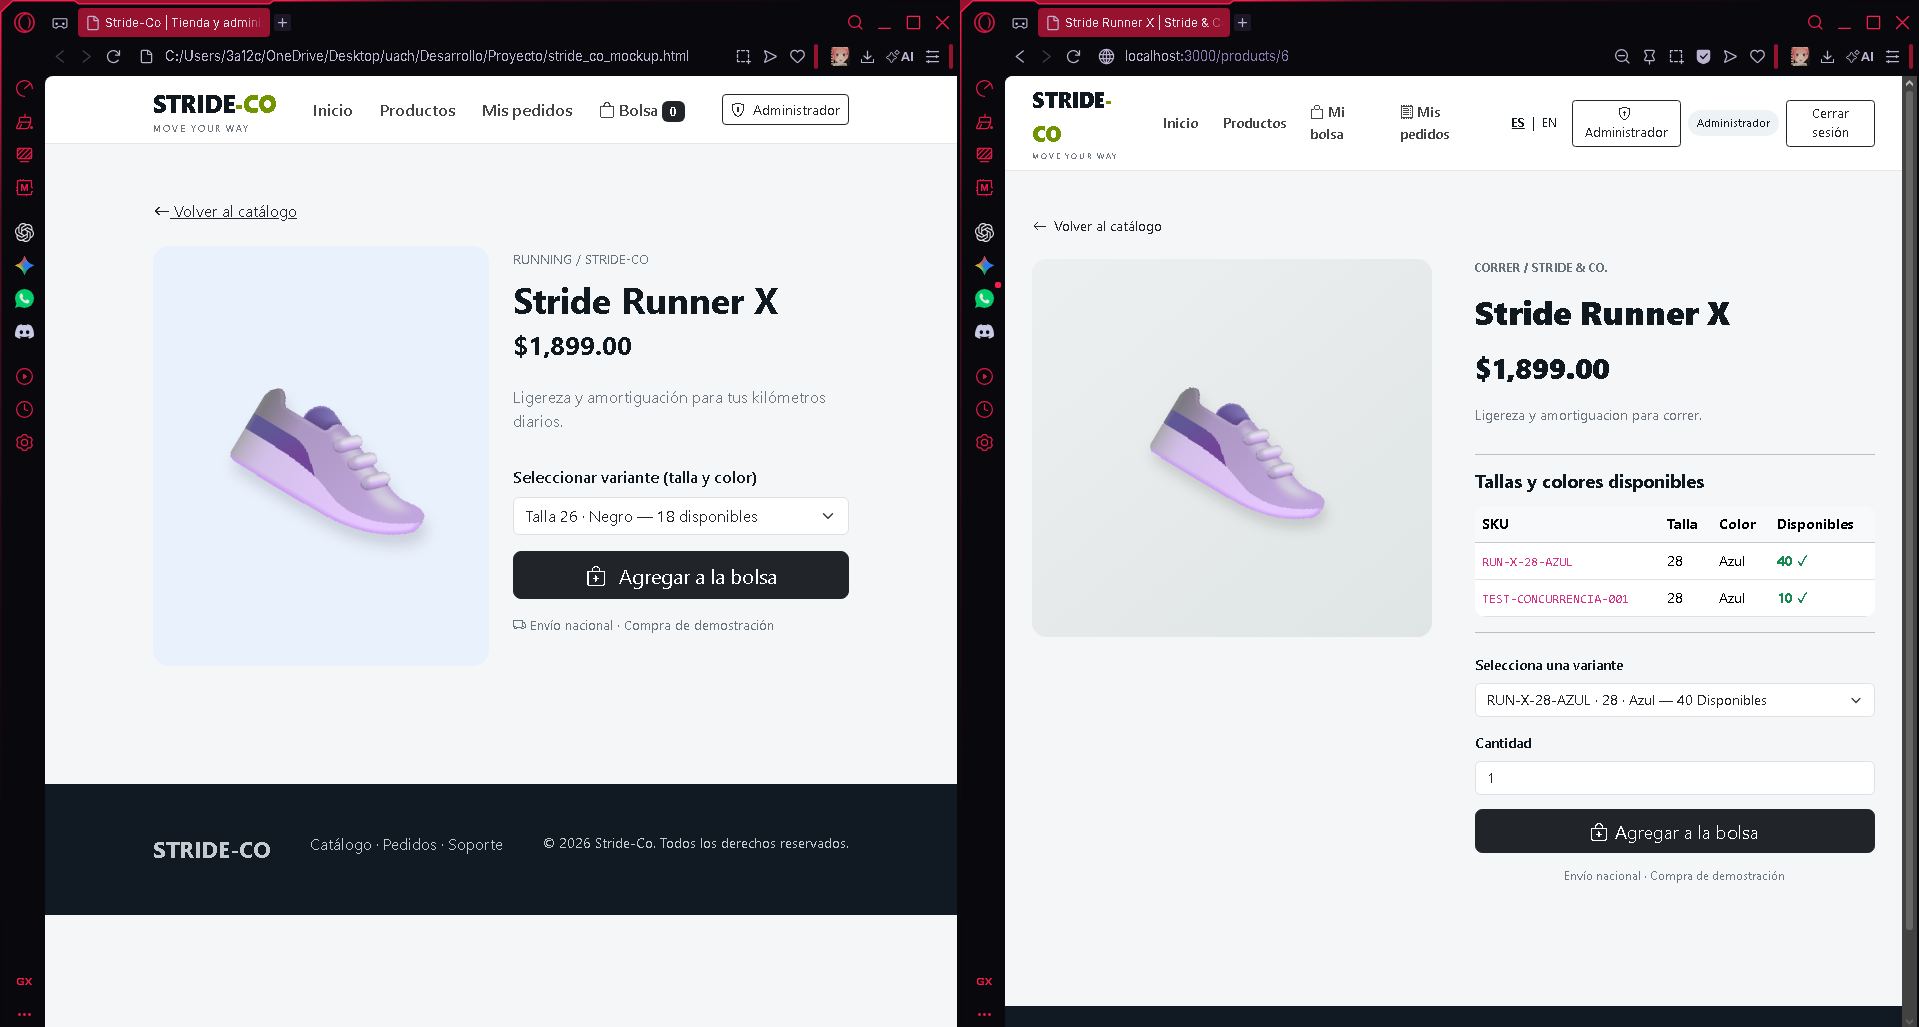 Stride-Co | Tienda y admini
C:/Users/3a12c/OneDrive/Desktop/uach/Desarrollo/Proyecto/stride_co_mockup.html
AI
STRIDE-CO
MOVE YOUR WAY
Inicio
Productos
Mis pedidos
Bolsa 0
Administrador
← Volver al catálogo
RUNNING / STRIDE-CO
Stride Runner X
$1,899.00
Ligereza y amortiguación para tus kilómetros
diarios.
Seleccionar variante (talla y color)
Talla 26 · Negro — 18 disponibles
Agregar a la bolsa
Envío nacional · Compra de demostración
STRIDE-CO
Catálogo · Pedidos · Soporte
© 2026 Stride-Co. Todos los derechos reservados.
GX
Stride Runner X | Stride & C
localhost:3000/products/6
AI
STRIDE-
CO
MOVE YOUR WAY
Inicio
Productos
Mi
bolsa
Mis
pedidos
ES | EN
Administrador
Administrador
Cerrar
sesión
← Volver al catálogo
CORRER / STRIDE & CO.
Stride Runner X
$1,899.00
Ligereza y amortiguacion para correr.
Tallas y colores disponibles
SKU Talla Color Disponibles
RUN-X-28-AZUL 28 Azul 40 ✓
TEST-CONCURRENCIA-001 28 Azul 10 ✓
Selecciona una variante
RUN-X-28-AZUL · 28 · Azul — 40 Disponibles
Cantidad
1
Agregar a la bolsa
Envío nacional · Compra de demostración
GX